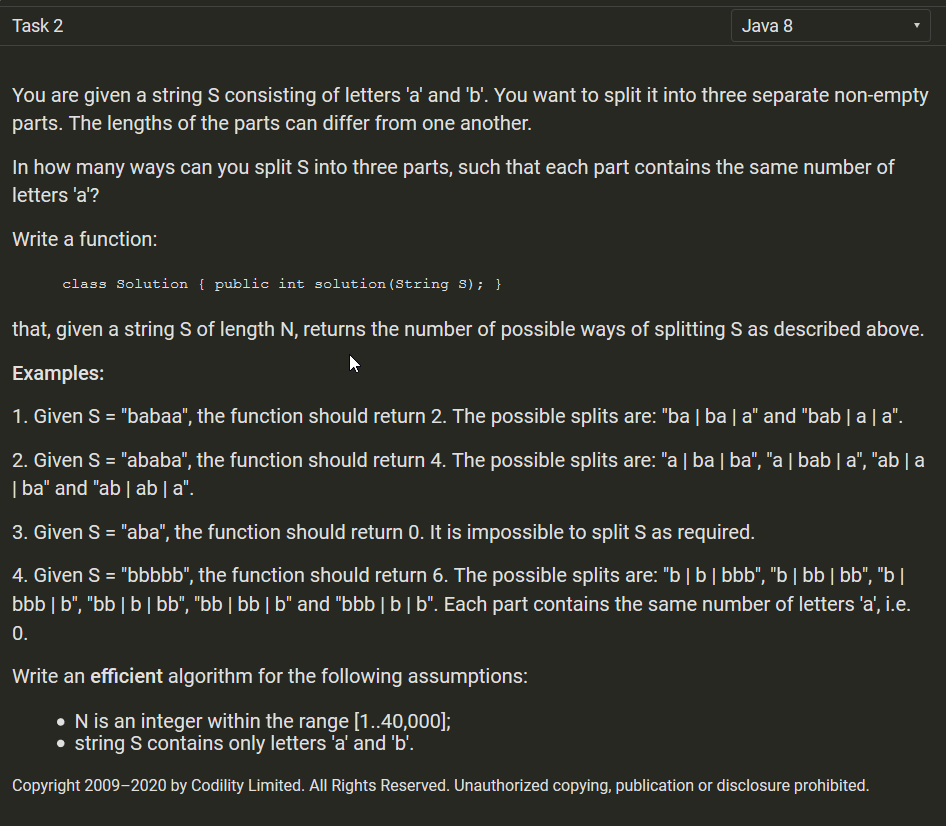 Task 2
Java 8
You are given a string S consisting of letters 'a' and 'b'. You want to split it into three separate non-empty
parts. The lengths of the parts can differ from one another.
In how many ways can you split S into three parts, such that each part contains the same number of
letters 'a'?
Write a function:
class Solution { public int solution(String S); }
that, given a string S of length N, returns the number of possible ways of splitting S as described above.
Examples:
1. Given S = "babaa", the function should return 2. The possible splits are: "ba | ba | a" and "bab | a | a".
2. Given S = "ababa", the function should return 4. The possible splits are: "a | ba | ba", "a | bab | a", "ab | a
| ba" and "ab | ab | a".
3. Given S = "aba", the function should return 0. It is impossible to split S as required.
4. Given S = "bbbbb", the function should return 6. The possible splits are: "b | b | bbb", "b | bb | bb", "b |
bbb | b", "bb | b | bb", "bb | bb | b" and "bbb | b | b". Each part contains the same number of letters 'a', i.e.
0.
Write an efficient algorithm for the following assumptions:
• N is an integer within the range [1..40,000];
• string S contains only letters 'a' and 'b'.
Copyright 2009–2020 by Codility Limited. All Rights Reserved. Unauthorized copying, publication or disclosure prohibited.